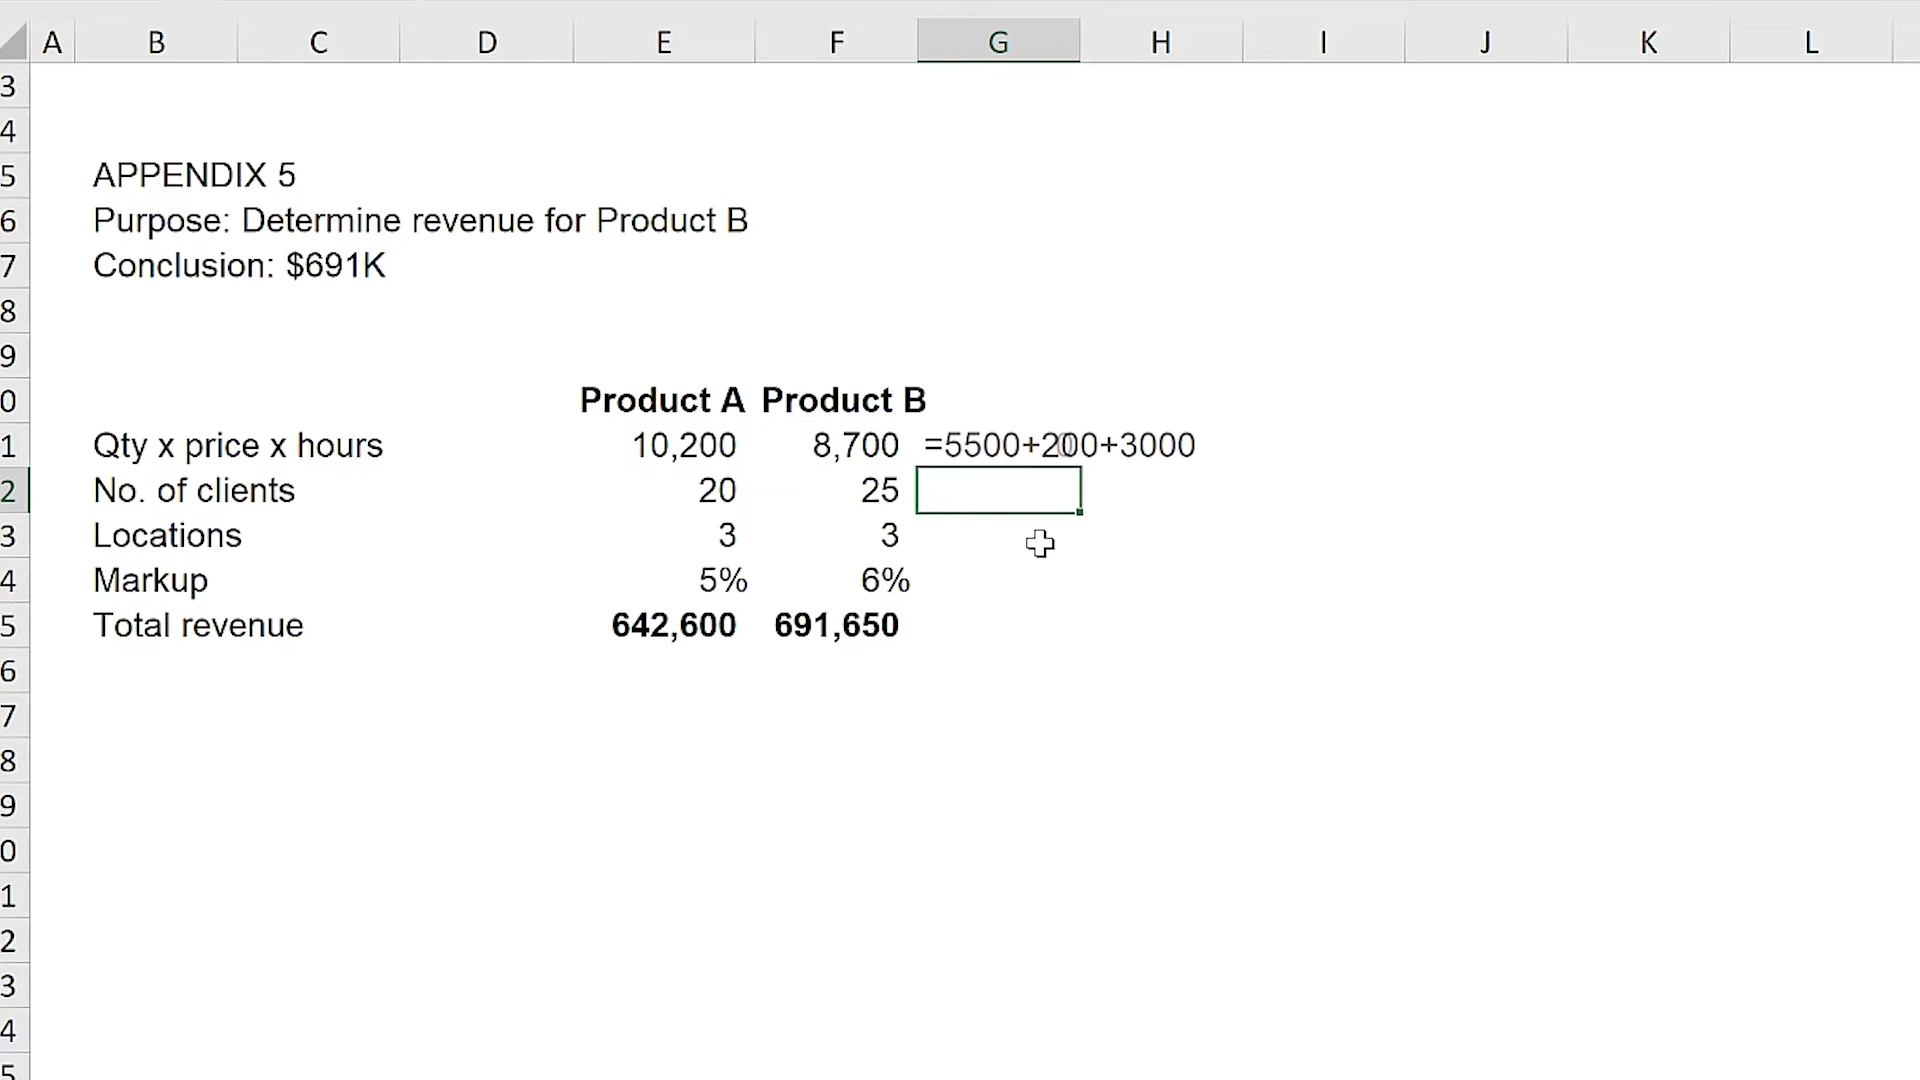 A B C D E F G H I J K L
3
4
5 APPENDIX 5
6 Purpose: Determine revenue for Product B
7 Conclusion: $691K
8
9
0 Product A Product B
1 Qty x price x hours 10,200 8,700 =5500+200+3000
2 No. of clients 20 25
3 Locations 3 3
4 Markup 5% 6%
5 Total revenue 642,600 691,650
6
7
8
9
0
1
2
3
4
5